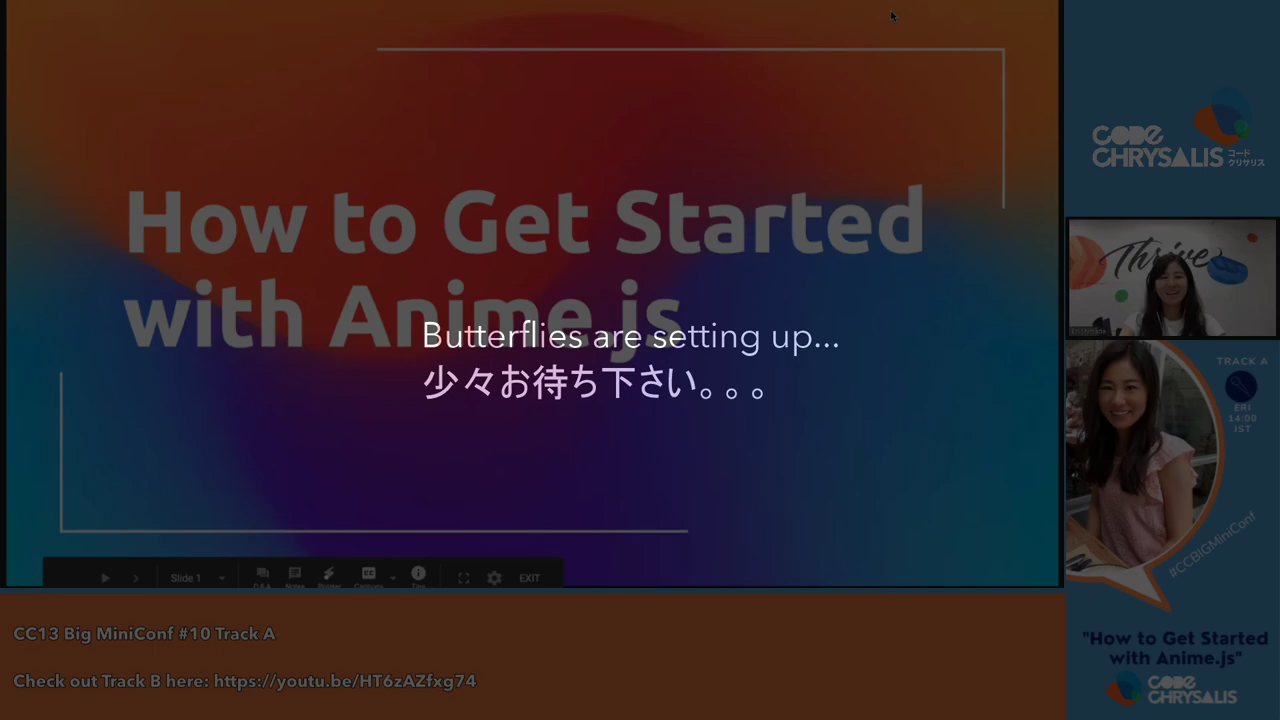 How to Get Started
with Anime.js
Butterflies are setting up...
少々お待ち下さい。。。
Slide 1
EXIT
CC13 Big MiniConf #10 Track A
Check out Track B here: https://youtu.be/HT6zAZfxg74
CODE
CHRYSALIS
コード
クリサリス
Thrive
TRACK A
ERI
14:00
JST
#CCBIGMiniConf
"How to Get Started
with Anime.js"
CODE
CHRYSALIS